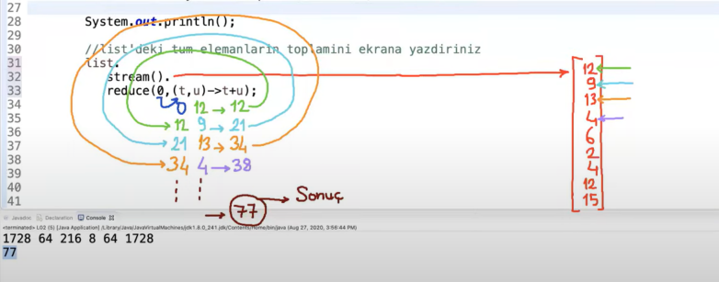 27
28 System.out.println();
29
30 //list'deki tum elemanlarin toplamini ekrana yazdiriniz
31 list.
32 stream().
33 reduce(0,(t,u)->t+u);
34 0 12→12
35 12 9→21
36 21 13→34
37 34 4→38
38
39
40
41
77 → Sonuç
12
9
13
4
6
2
4
12
15
Javadoc Declaration Console
<terminated> L02 (5) [Java Application] /Library/Java/JavaVirtualMachines/jdk1.8.0_241.jdk/Contents/Home/bin/java (Aug 27, 2020, 3:56:44 PM)
1728 64 216 8 64 1728
77